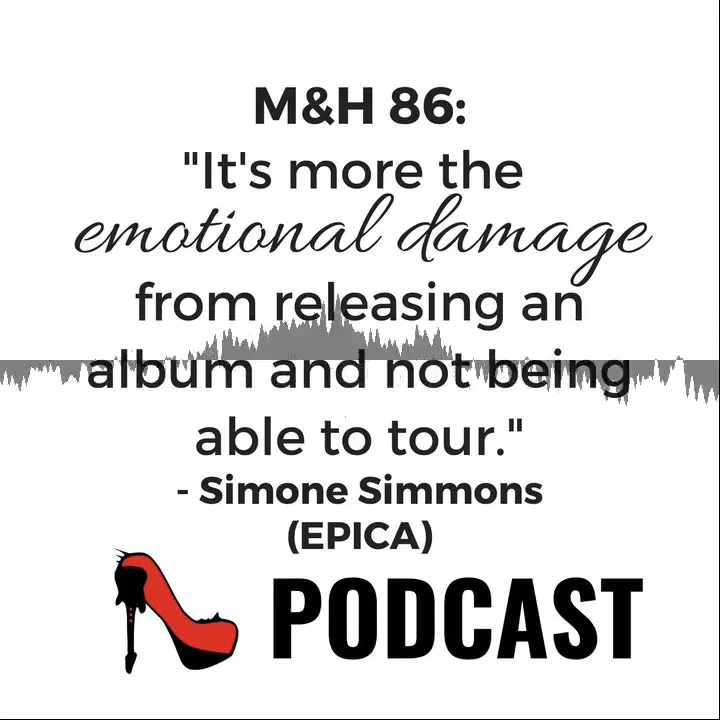 M&H 86:
"It's more the
emotional damage
from releasing an
album and not being
able to tour."
- Simone Simmons
(EPICA)
PODCAST